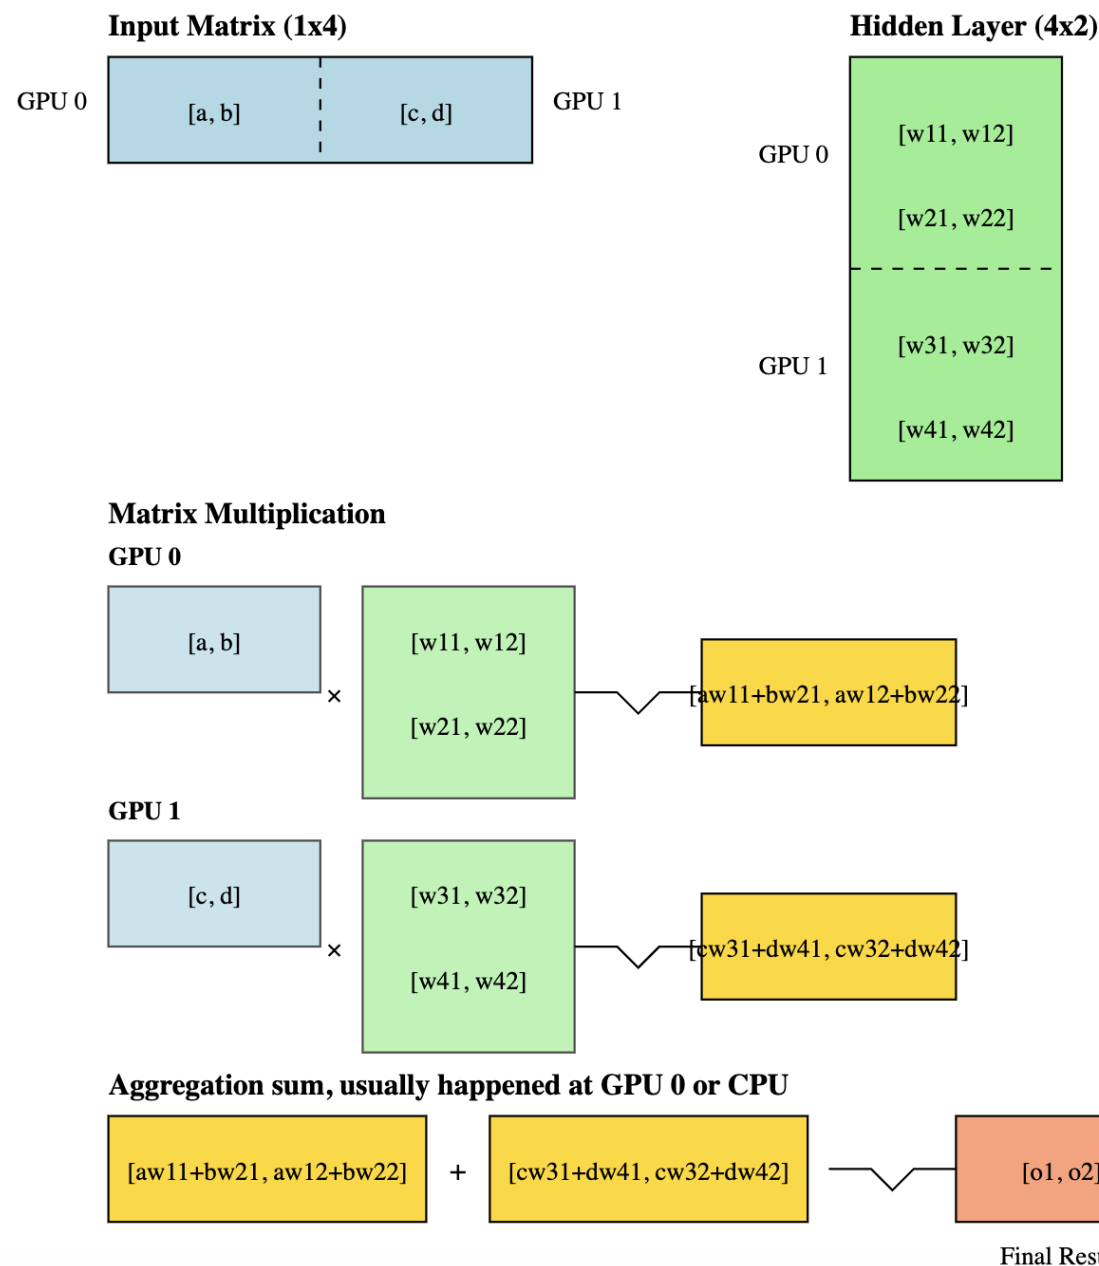 Input Matrix (1x4)
Hidden Layer (4x2)
GPU 0
[a, b]
[c, d]
GPU 1
GPU 0
[w11, w12]
[w21, w22]
GPU 1
[w31, w32]
[w41, w42]
Matrix Multiplication
GPU 0
[a, b]
×
[w11, w12]
[w21, w22]
[aw11+bw21, aw12+bw22]
GPU 1
[c, d]
×
[w31, w32]
[w41, w42]
[cw31+dw41, cw32+dw42]
Aggregation sum, usually happened at GPU 0 or CPU
[aw11+bw21, aw12+bw22]
+
[cw31+dw41, cw32+dw42]
[o1, o2]
Final